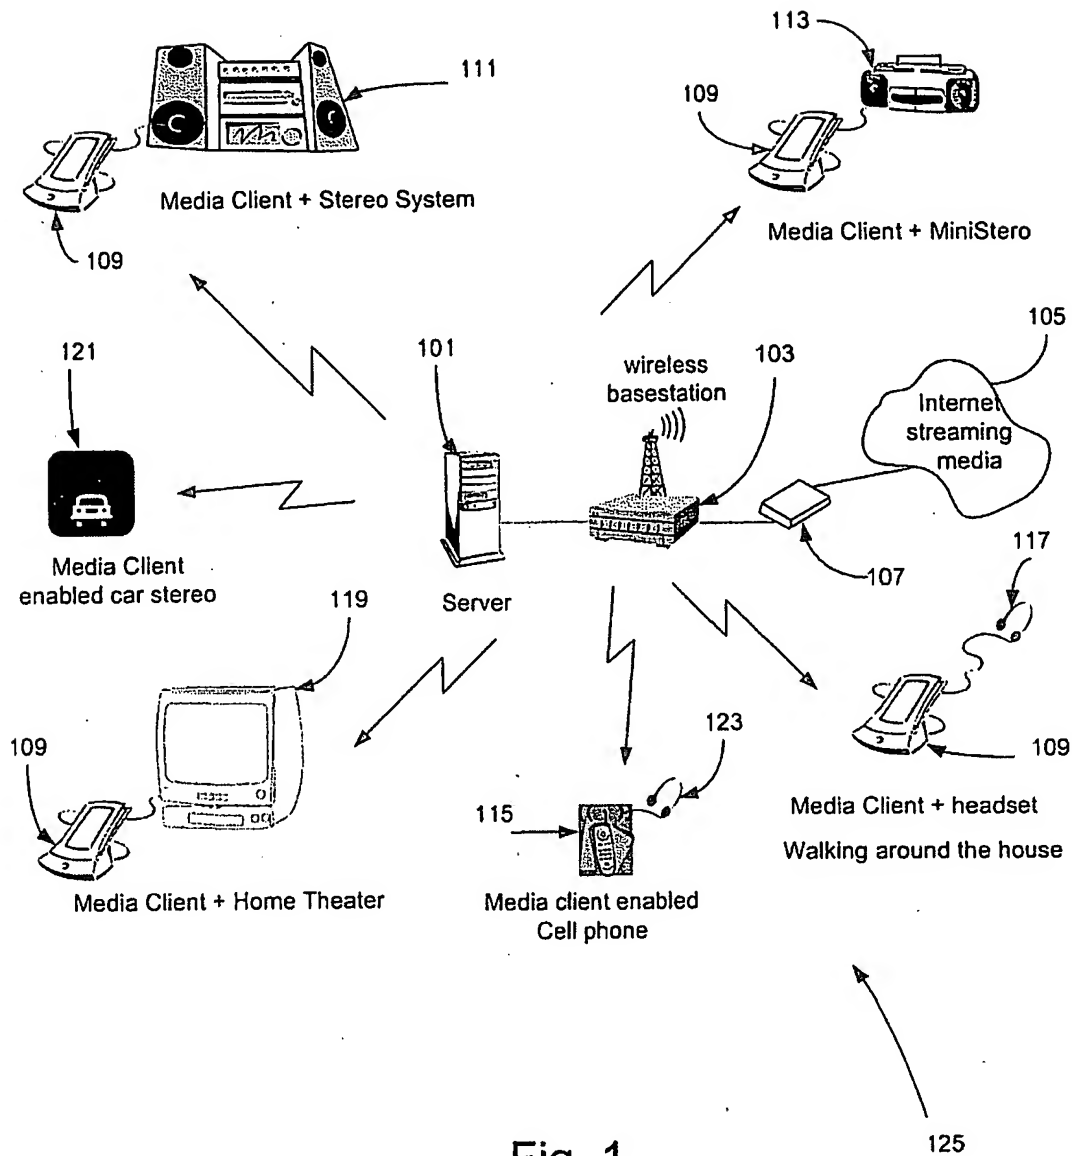 113
111
109
Media Client + Stereo System
Media Client + MiniStero
109
105
121
101
wireless
basestation
103
Internet
streaming
media
Media Client
enabled car stereo
107
117
119
Server
109
123
109
115
Media Client + headset
Walking around the house
Media Client + Home Theater
Media client enabled
Cell phone
125
Fig. 1